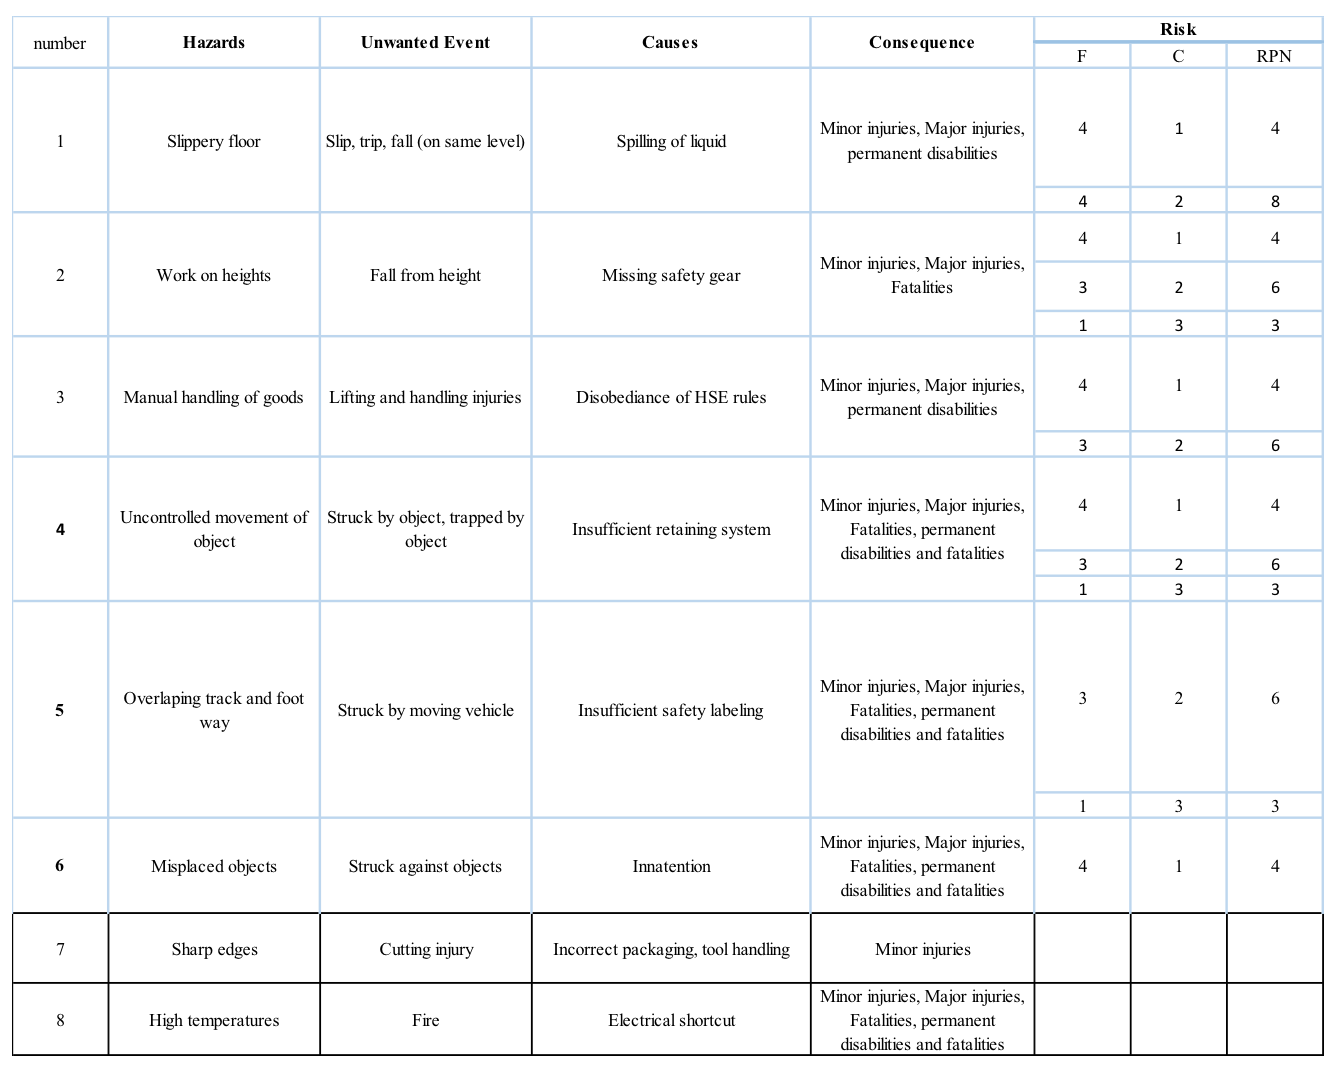 number Hazards Unwanted Event Causes Consequence Risk
F C RPN
1 Slippery floor Slip, trip, fall (on same level) Spilling of liquid Minor injuries, Major injuries,
permanent disabilities 4 1 4
4 2 8
2 Work on heights Fall from height Missing safety gear Minor injuries, Major injuries,
Fatalities 4 1 4
3 2 6
1 3 3
3 Manual handling of goods Lifting and handling injuries Disobediance of HSE rules Minor injuries, Major injuries,
permanent disabilities 4 1 4
3 2 6
4 Uncontrolled movement of
object Struck by object, trapped by
object Insufficient retaining system Minor injuries, Major injuries,
Fatalities, permanent
disabilities and fatalities 4 1 4
3 2 6
1 3 3
5 Overlaping track and foot
way Struck by moving vehicle Insufficient safety labeling Minor injuries, Major injuries,
Fatalities, permanent
disabilities and fatalities 3 2 6
1 3 3
6 Misplaced objects Struck against objects Innatention Minor injuries, Major injuries,
Fatalities, permanent
disabilities and fatalities 4 1 4
7 Sharp edges Cutting injury Incorrect packaging, tool handling Minor injuries
8 High temperatures Fire Electrical shortcut Minor injuries, Major injuries,
Fatalities, permanent
disabilities and fatalities